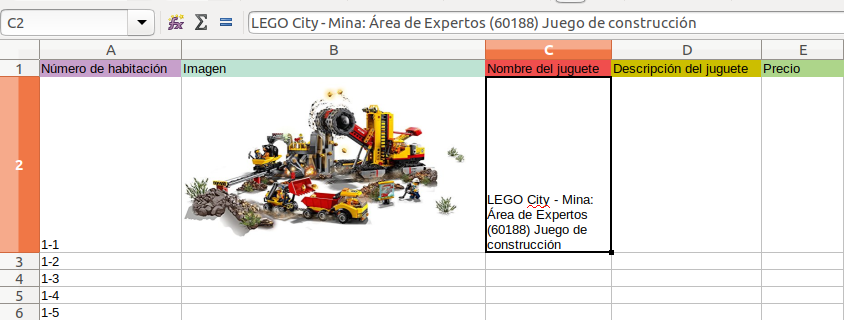 C2 LEGO City - Mina: Área de Expertos (60188) Juego de construcción
A B C D E
1 Número de habitación Imagen Nombre del juguete Descripción del juguete Precio
LEGO City - Mina:
Área de Expertos
(60188) Juego de
construcción
2 1-1
3 1-2
4 1-3
5 1-4
6 1-5